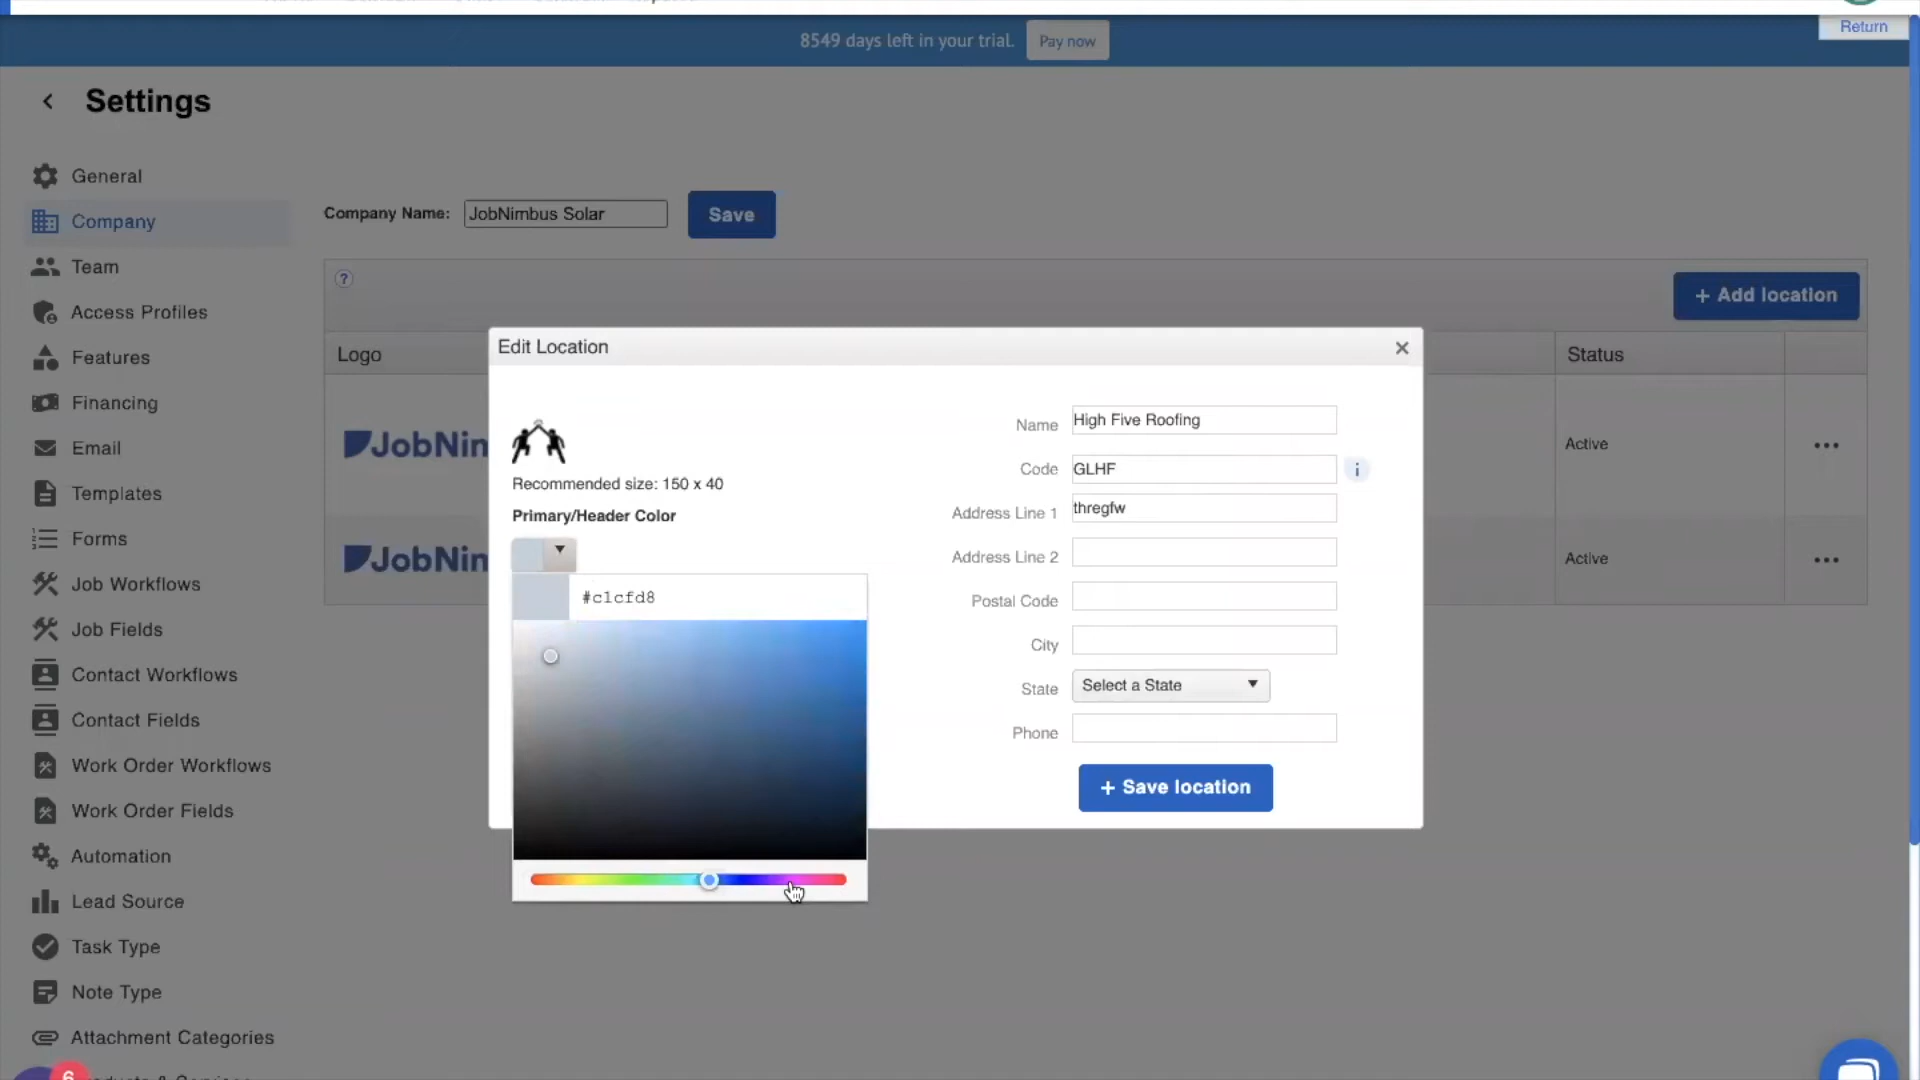 8549 days left in your trial.
Pay now
Return
Settings
General
Company
Team
Access Profiles
Features
Financing
Email
Templates
Forms
Job Workflows
Job Fields
Contact Workflows
Contact Fields
Work Order Workflows
Work Order Fields
Automation
Lead Source
Task Type
Note Type
Attachment Categories
6
Company Name:
JobNimbus Solar
Save
?
+ Add location
Logo
Status
JobNim
Active
JobNim
Active
Edit Location
Recommended size: 150 x 40
Primary/Header Color
#c1cfd8
Name
High Five Roofing
Code
GLHF
i
Address Line 1
thregfw
Address Line 2
Postal Code
City
State
Select a State
Phone
+ Save location